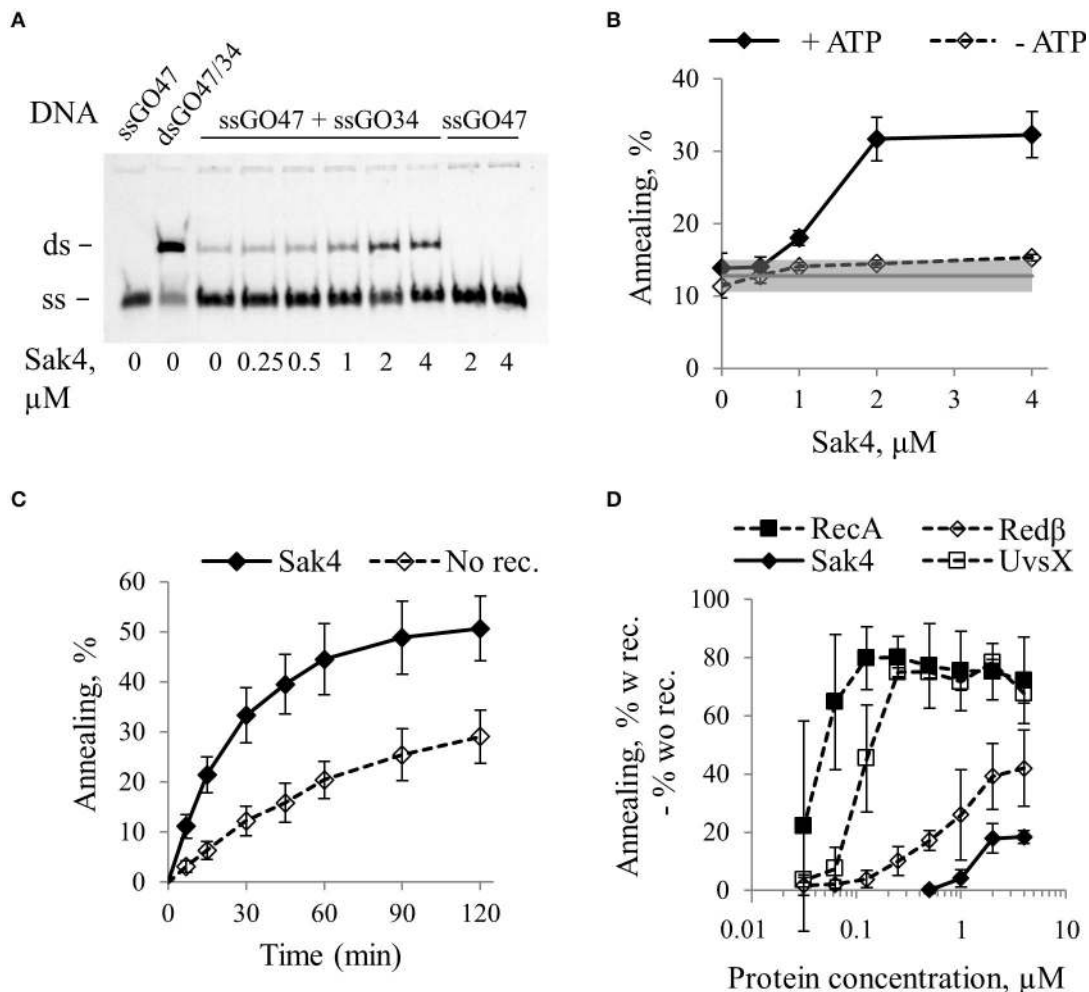 A
DNA
ssGO47
dsGO47/34
ssGO47 + ssGO34
ssGO47
ds –
ss –
Sak4, 0 0 0 0.25 0.5 1 2 4 2 4
µM
B
+ ATP - ATP
Annealing, %
40
30
20
10
0
0 1 2 3 4
Sak4, µM
C
Sak4 No rec.
Annealing, %
60
50
40
30
20
10
0
0 30 60 90 120
Time (min)
D
RecA Redβ
Sak4 UvsX
Annealing, % w rec.
- % wo rec.
100
80
60
40
20
0
0.01 0.1 1 10
Protein concentration, µM